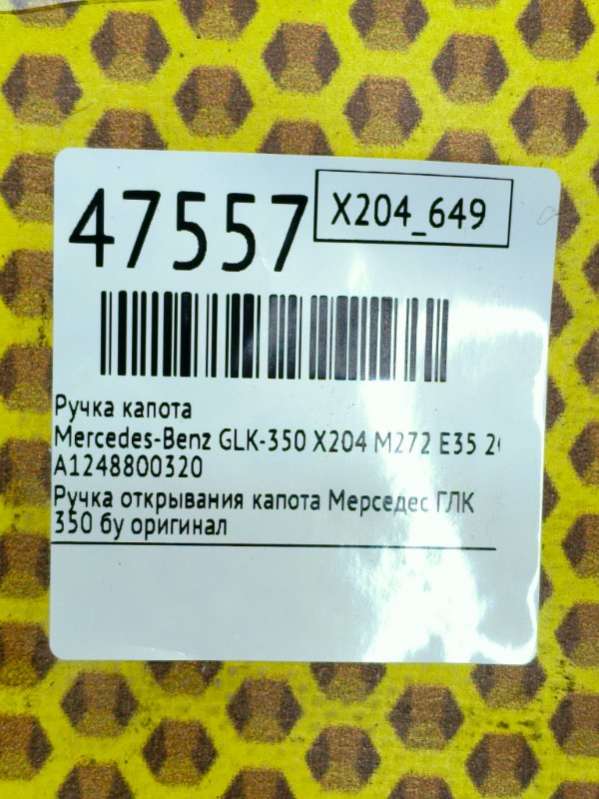 47557
X204_649
Ручка капота
Mercedes-Benz GLK-350 X204 M272 E35
A1248800320
Ручка открывания капота Мерседес ГЛК
350 бу оригинал